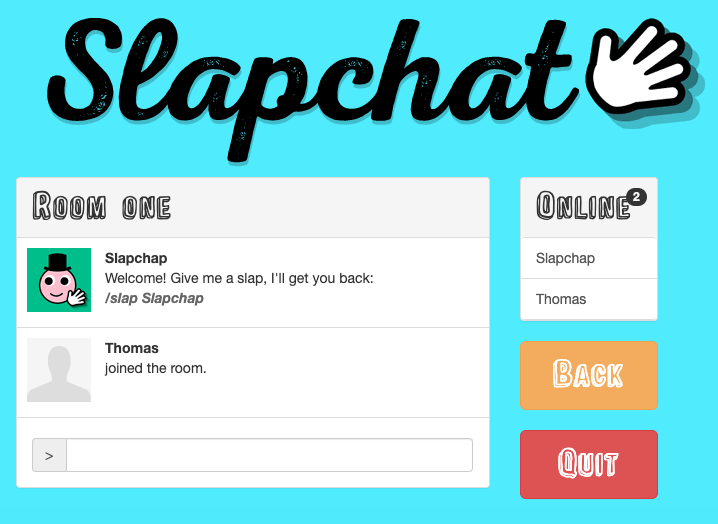 Slapchat
Room one
Slapchap
Welcome! Give me a slap, I'll get you back:
/slap Slapchap
Thomas
joined the room.
>
Online 2
Slapchap
Thomas
Back
Quit